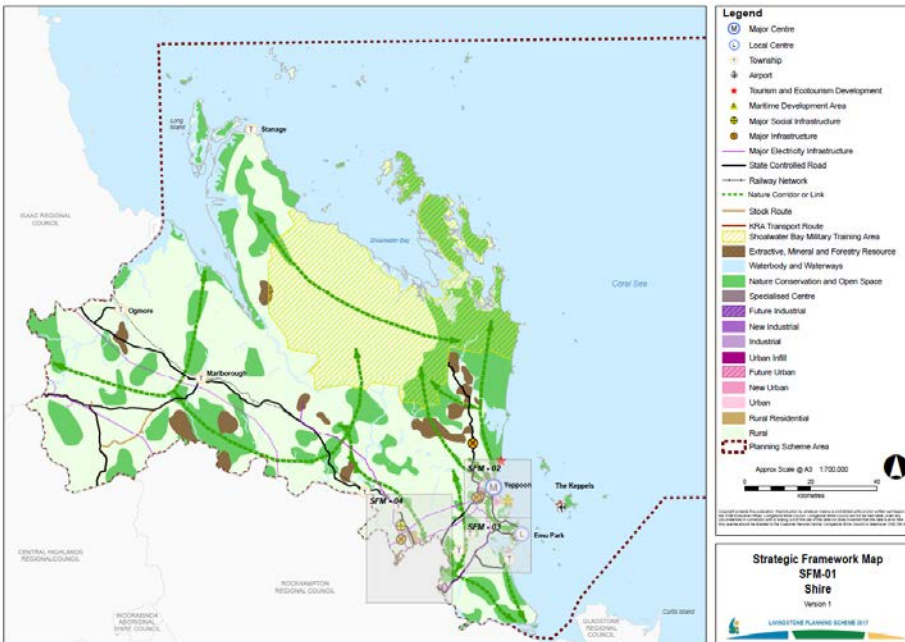 Long
Island
Stanage
ISAAC REGIONAL
COUNCIL
Shoalwater Bay
Coral Sea
Ogmore
Marlborough
SFM - 02
Yeppoon
The Keppels
SFM - 04
SFM - 03
Emu Park
CENTRAL HIGHLANDS
REGIONAL COUNCIL
ROCKHAMPTON
REGIONAL COUNCIL
WOORABINDA
ABORIGINAL
SHIRE COUNCIL
GLADSTONE
REGIONAL
COUNCIL
Curtis Island
T
T
T
M
L
T
T
Legend
M Major Centre
L Local Centre
T Township
Airport
Tourism and Ecotourism Development
Maritime Development Area
Major Social Infrastructure
Major Infrastructure
Major Electricity Infrastructure
State Controlled Road
Railway Network
Nature Corridor or Link
Stock Route
KRA Transport Route
Shoalwater Bay Military Training Area
Extractive, Mineral and Forestry Resource
Waterbody and Waterways
Nature Conservation and Open Space
Specialised Centre
Future Industrial
New Industrial
Industrial
Urban Infill
Future Urban
New Urban
Urban
Rural Residential
Rural
Planning Scheme Area
Approx Scale @ A3 1:700,000
0 10 20 40
Kilometres
Strategic Framework Map
SFM-01
Shire
Version 1
LIVINGSTONE PLANNING SCHEME 2017